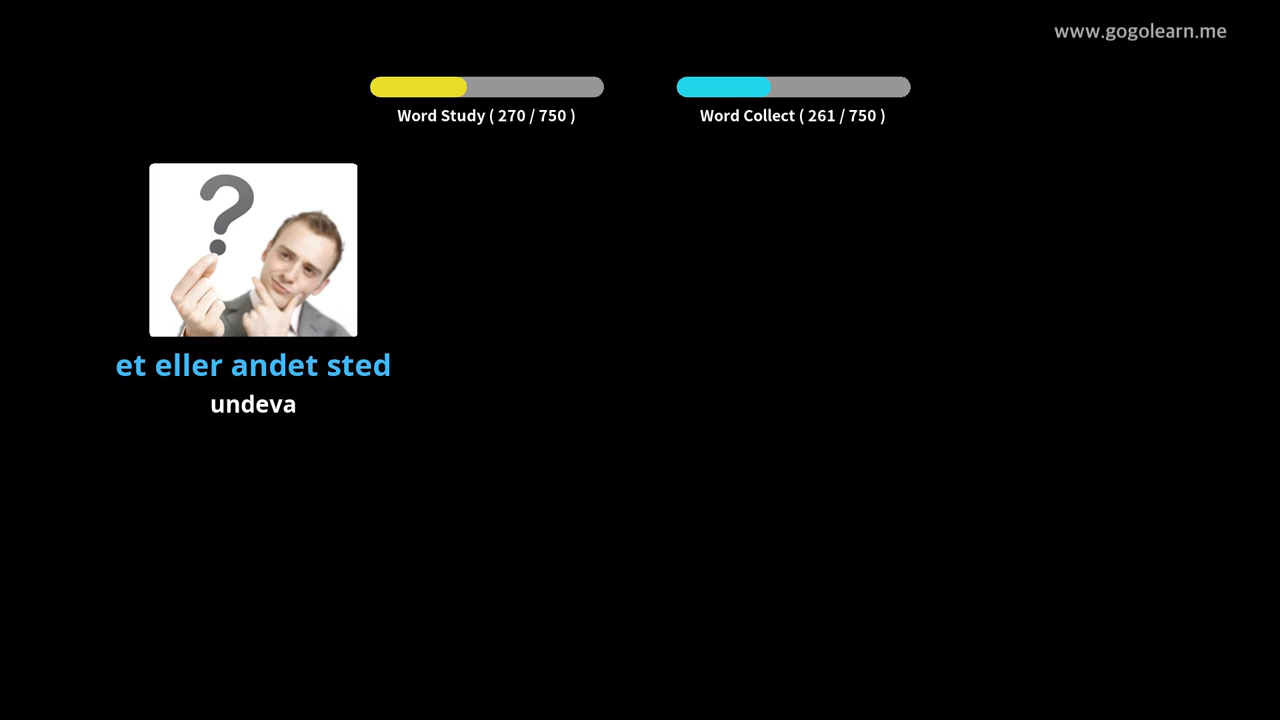 www.gogolearn.me
Word Study ( 270 / 750 )
Word Collect ( 261 / 750 )
?
et eller andet sted
undeva